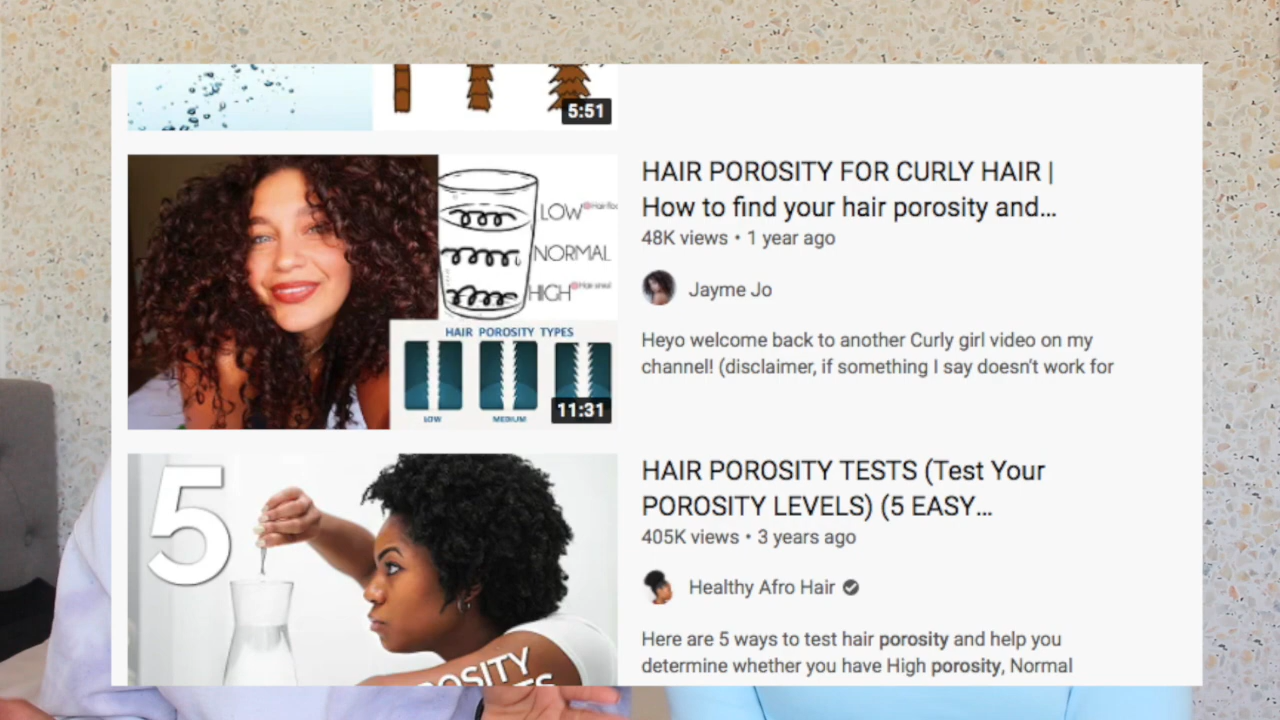 5:51
LOW
NORMAL
HIGH
HAIR POROSITY TYPES
LOW
MEDIUM
11:31
HAIR POROSITY FOR CURLY HAIR |
How to find your hair porosity and...
48K views • 1 year ago
Jayme Jo
Heyo welcome back to another Curly girl video on my
channel! (disclaimer, if something I say doesn't work for
5
HAIR POROSITY TESTS (Test Your
POROSITY LEVELS) (5 EASY...
405K views • 3 years ago
Healthy Afro Hair
Here are 5 ways to test hair porosity and help you
determine whether you have High porosity, Normal